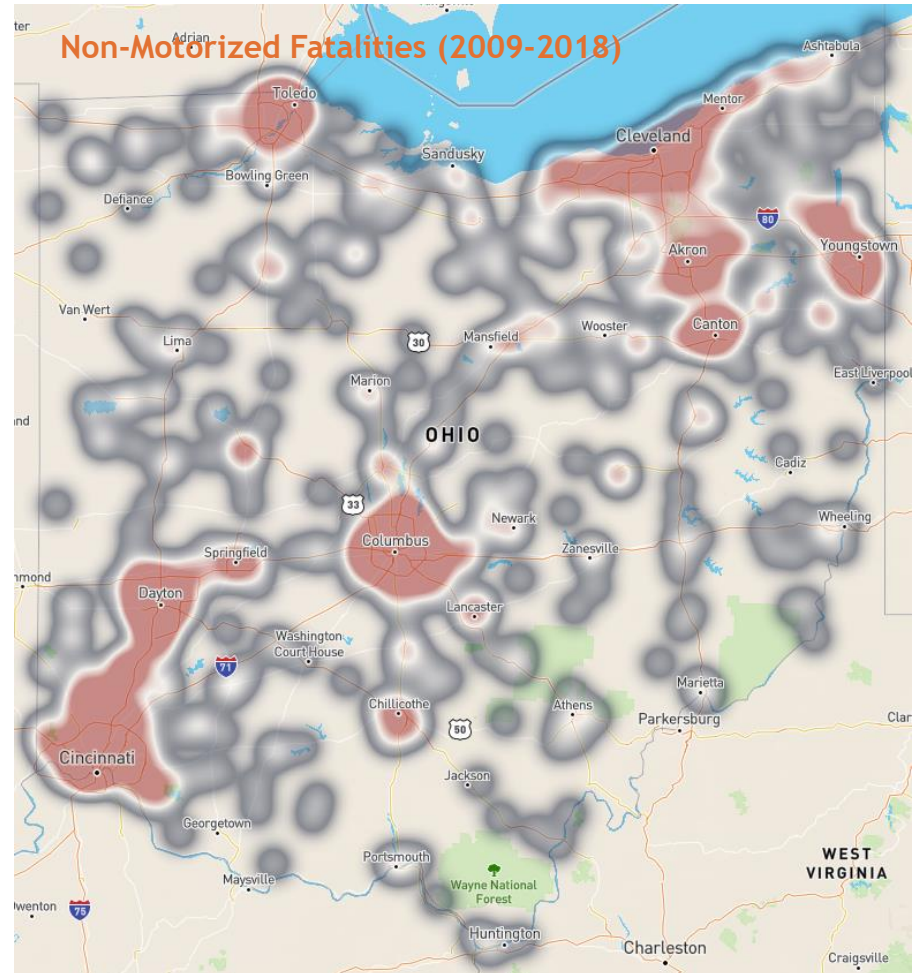 Non-Motorized Fatalities (2009-2018)
Adrian
Ashtabula
Toledo
Mentor
Cleveland
Sandusky
Bowling Green
Defiance
80
Youngstown
Akron
Van Wert
Canton
Wooster
Mansfield
Lima
30
East Liverpool
Marion
OHIO
Cadiz
33
Newark
Wheeling
Columbus
Zanesville
Springfield
Dayton
Lancaster
Washington
Court House
71
Marietta
Chillicothe
Athens
Parkersburg
50
Cincinnati
Jackson
Georgetown
Portsmouth
WEST
VIRGINIA
Maysville
Wayne National
Forest
75
Huntington
Charleston
Craigsville